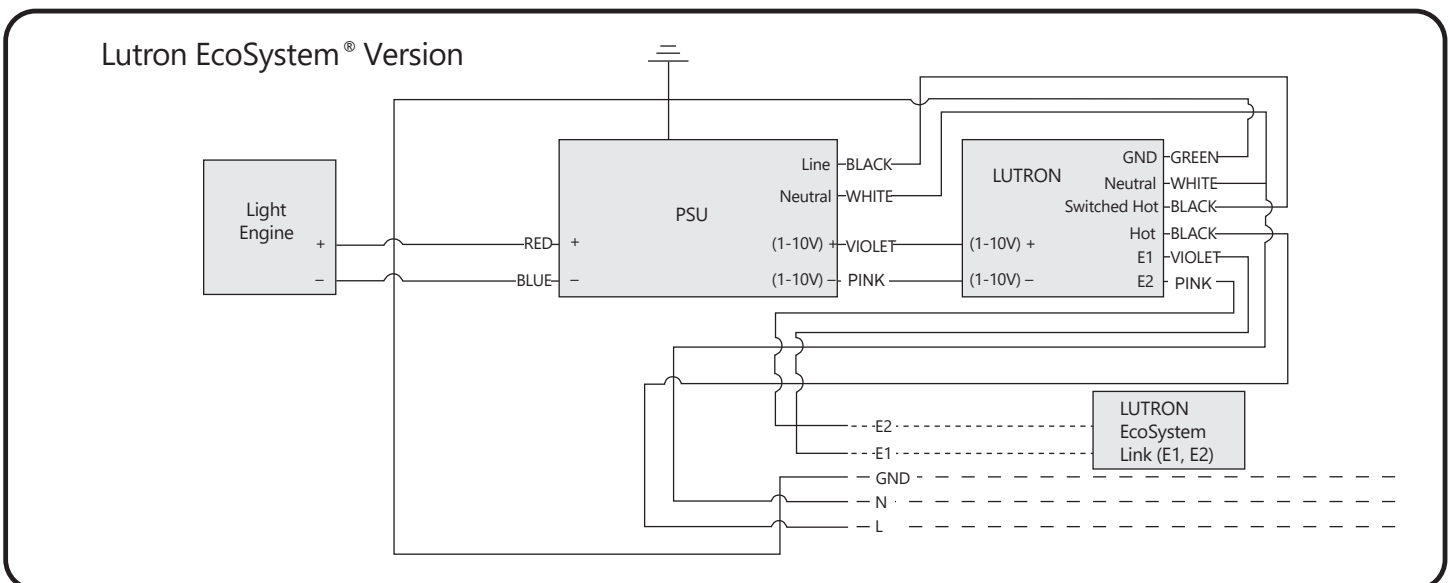 Lutron EcoSystem® Version
Light
Engine
+
–
RED
BLUE
+
–
PSU
Line
Neutral
(1-10V) +
(1-10V) –
BLACK
WHITE
VIOLET
PINK
LUTRON
(1-10V) +
(1-10V) –
GND
Neutral
Switched Hot
Hot
E1
E2
GREEN
WHITE
BLACK
BLACK
VIOLET
PINK
LUTRON
EcoSystem
Link (E1, E2)
E2
E1
GND
N
L